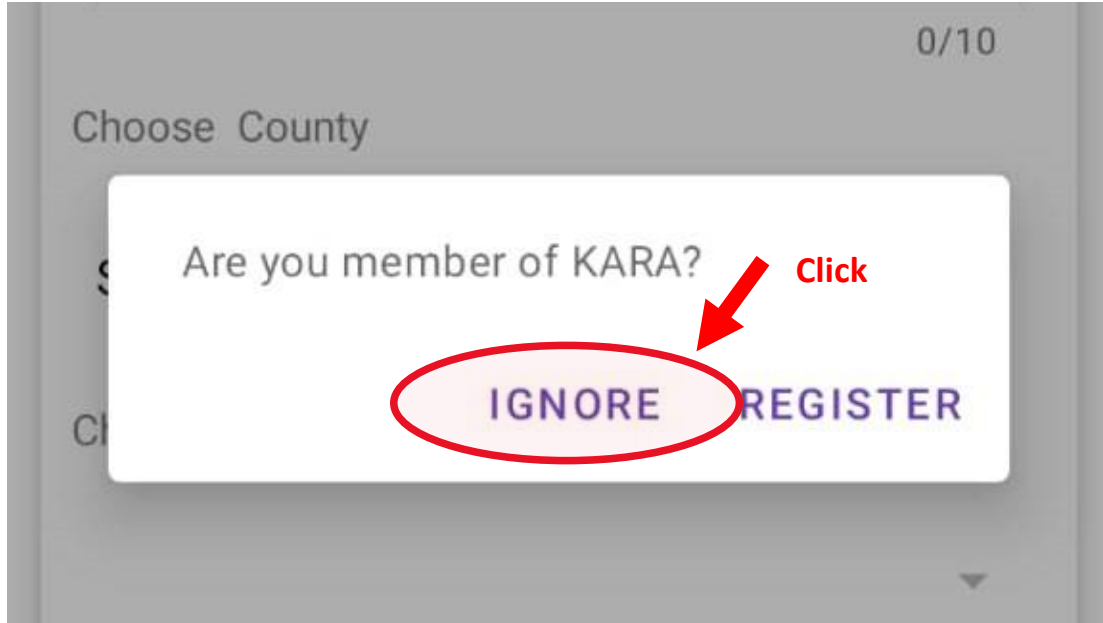 0/10
Choose County
Are you member of KARA?
Click
IGNORE REGISTER